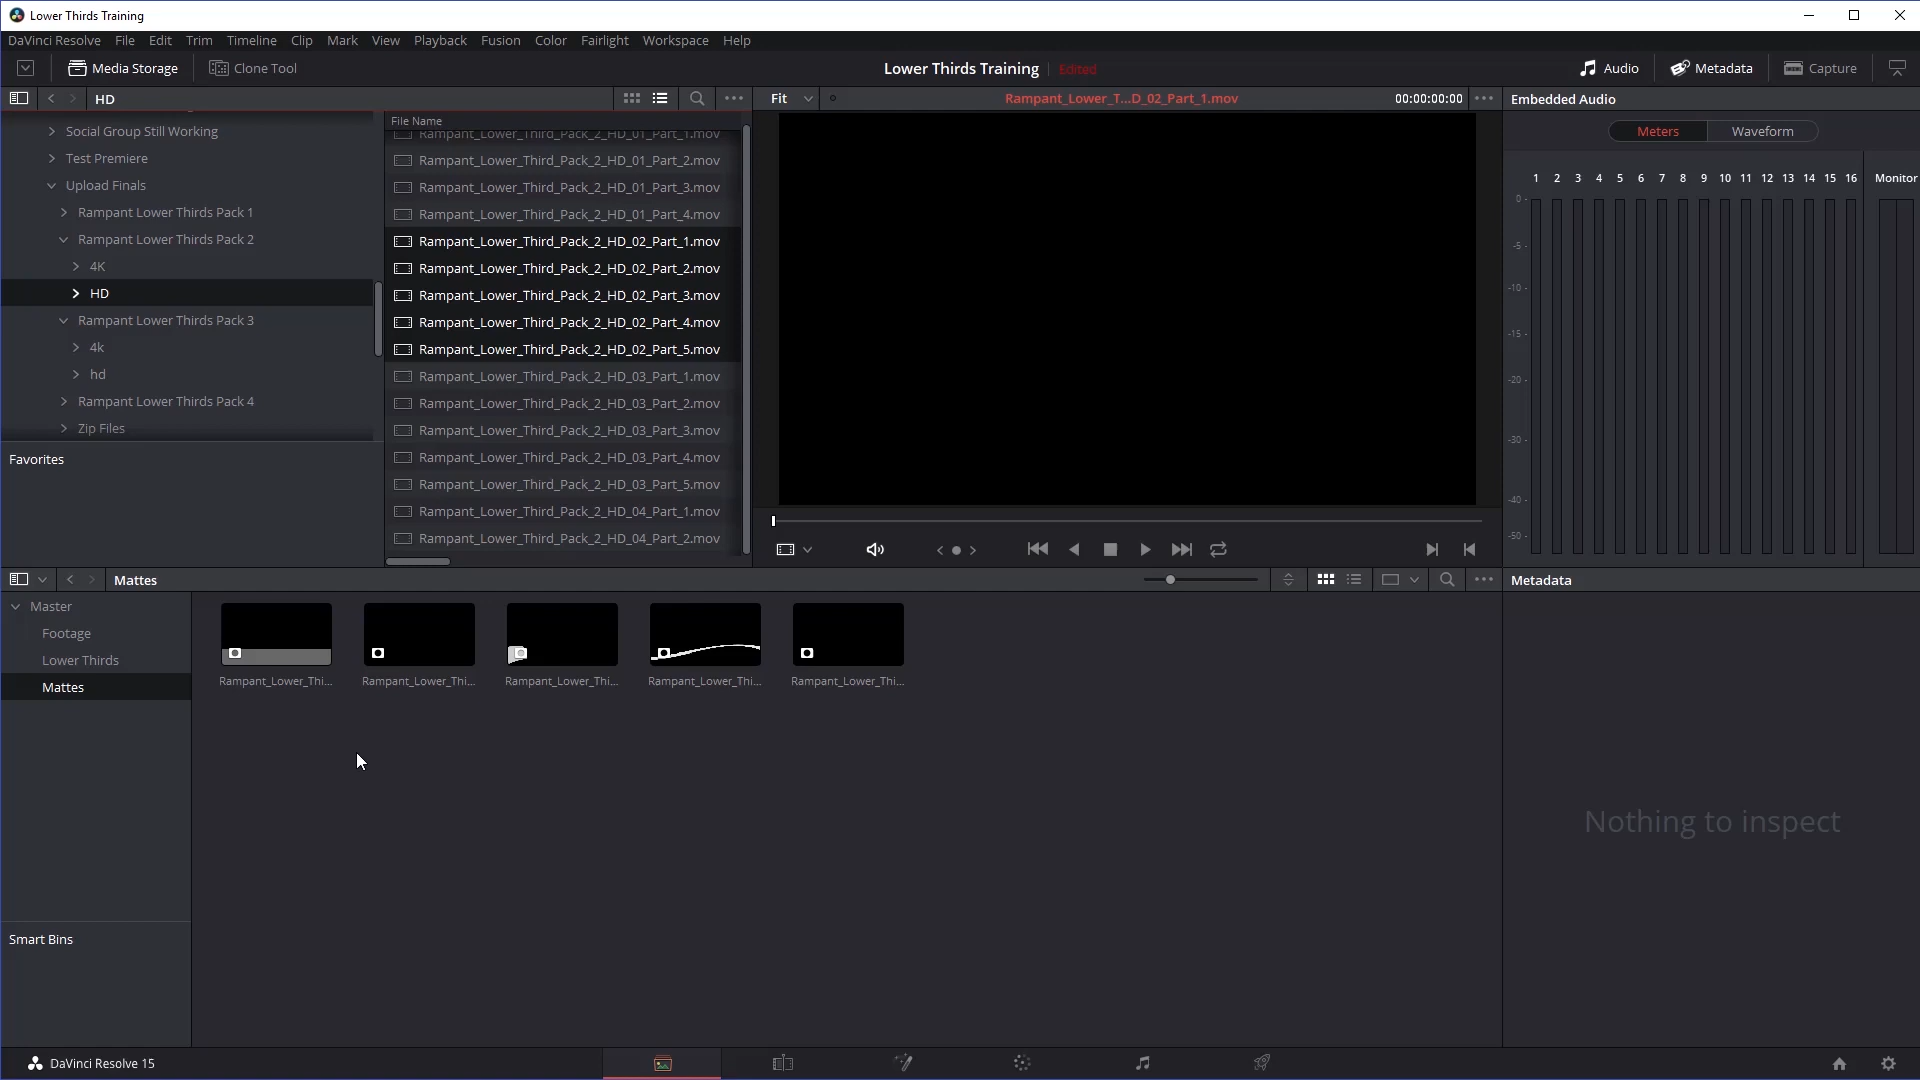 Lower Thirds Training
DaVinci Resolve File Edit Trim Timeline Clip Mark View Playback Fusion Color Fairlight Workspace Help
Media Storage Clone Tool Lower Thirds Training Edited Audio Metadata Capture
HD Fit Rampant_Lower_T...D_02_Part_1.mov 00:00:00:00 Embedded Audio
Social Group Still Working
Test Premiere
Upload Finals
Rampant Lower Thirds Pack 1
Rampant Lower Thirds Pack 2
4K
HD
Rampant Lower Thirds Pack 3
4k
hd
Rampant Lower Thirds Pack 4
Zip Files
Favorites
File Name
Rampant_Lower_Third_Pack_2_HD_01_Part_1.mov
Rampant_Lower_Third_Pack_2_HD_01_Part_2.mov
Rampant_Lower_Third_Pack_2_HD_01_Part_3.mov
Rampant_Lower_Third_Pack_2_HD_01_Part_4.mov
Rampant_Lower_Third_Pack_2_HD_02_Part_1.mov
Rampant_Lower_Third_Pack_2_HD_02_Part_2.mov
Rampant_Lower_Third_Pack_2_HD_02_Part_3.mov
Rampant_Lower_Third_Pack_2_HD_02_Part_4.mov
Rampant_Lower_Third_Pack_2_HD_02_Part_5.mov
Rampant_Lower_Third_Pack_2_HD_03_Part_1.mov
Rampant_Lower_Third_Pack_2_HD_03_Part_2.mov
Rampant_Lower_Third_Pack_2_HD_03_Part_3.mov
Rampant_Lower_Third_Pack_2_HD_03_Part_4.mov
Rampant_Lower_Third_Pack_2_HD_03_Part_5.mov
Rampant_Lower_Third_Pack_2_HD_04_Part_1.mov
Rampant_Lower_Third_Pack_2_HD_04_Part_2.mov
Meters Waveform
1 2 3 4 5 6 7 8 9 10 11 12 13 14 15 16 Monitor
0
-5
-10
-15
-20
-30
-40
-50
Mattes
Metadata
Master
Footage
Lower Thirds
Mattes
Rampant_Lower_Thi... Rampant_Lower_Thi... Rampant_Lower_Thi... Rampant_Lower_Thi... Rampant_Lower_Thi...
Nothing to inspect
Smart Bins
DaVinci Resolve 15